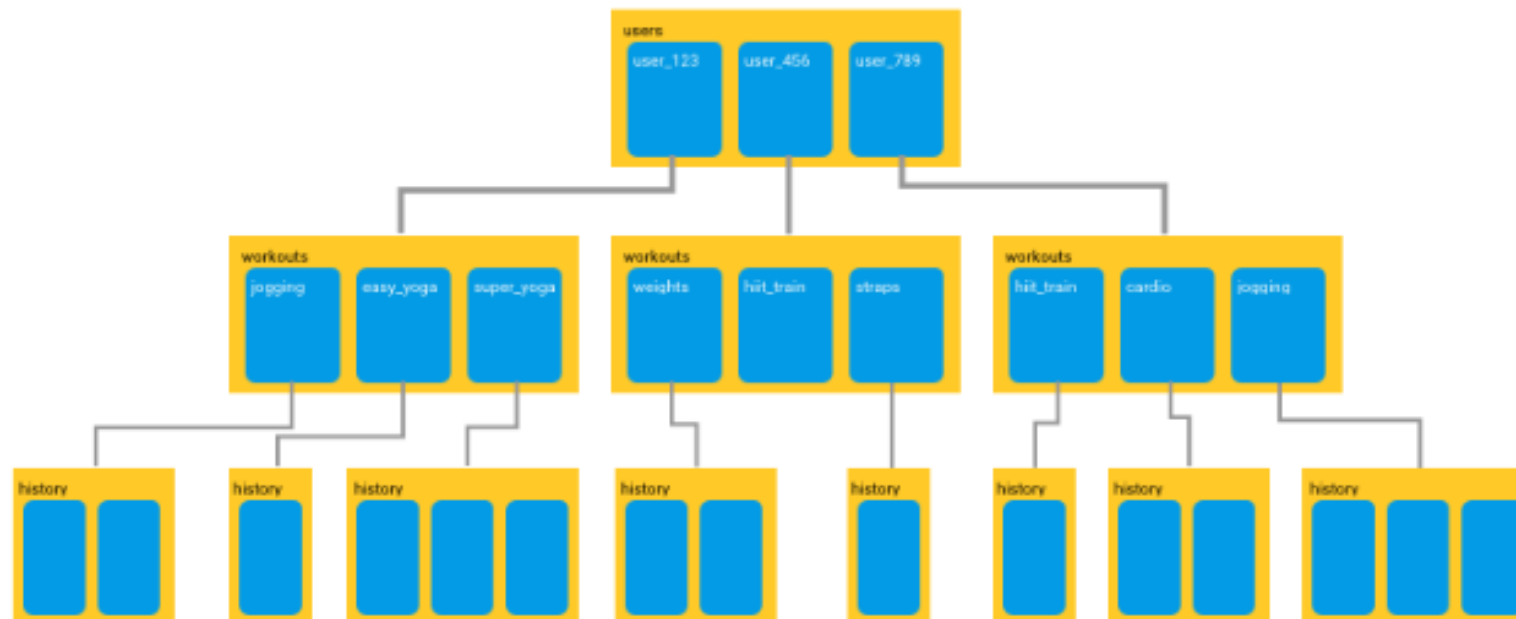 users
user_123
user_456
user_789
workouts
jogging
easy_yoga
super_yoga
workouts
weights
hiit_train
straps
workouts
hiit_train
cardio
jogging
history
history
history
history
history
history
history
history